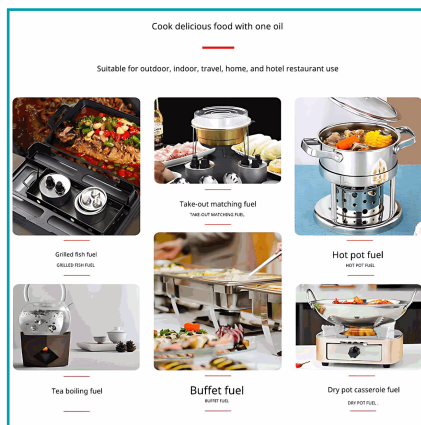 Cook delicious food with one oil
Suitable for outdoor, indoor, travel, home, and hotel restaurant use
Grilled fish fuel
GRILLED FISH FUEL
Take-out matching fuel
TAKE-OUT MATCHING FUEL
Hot pot fuel
HOT POT FUEL
Tea boiling fuel
Buffet fuel
BUFFET FUEL
Dry pot casserole fuel
DRY POT FUEL